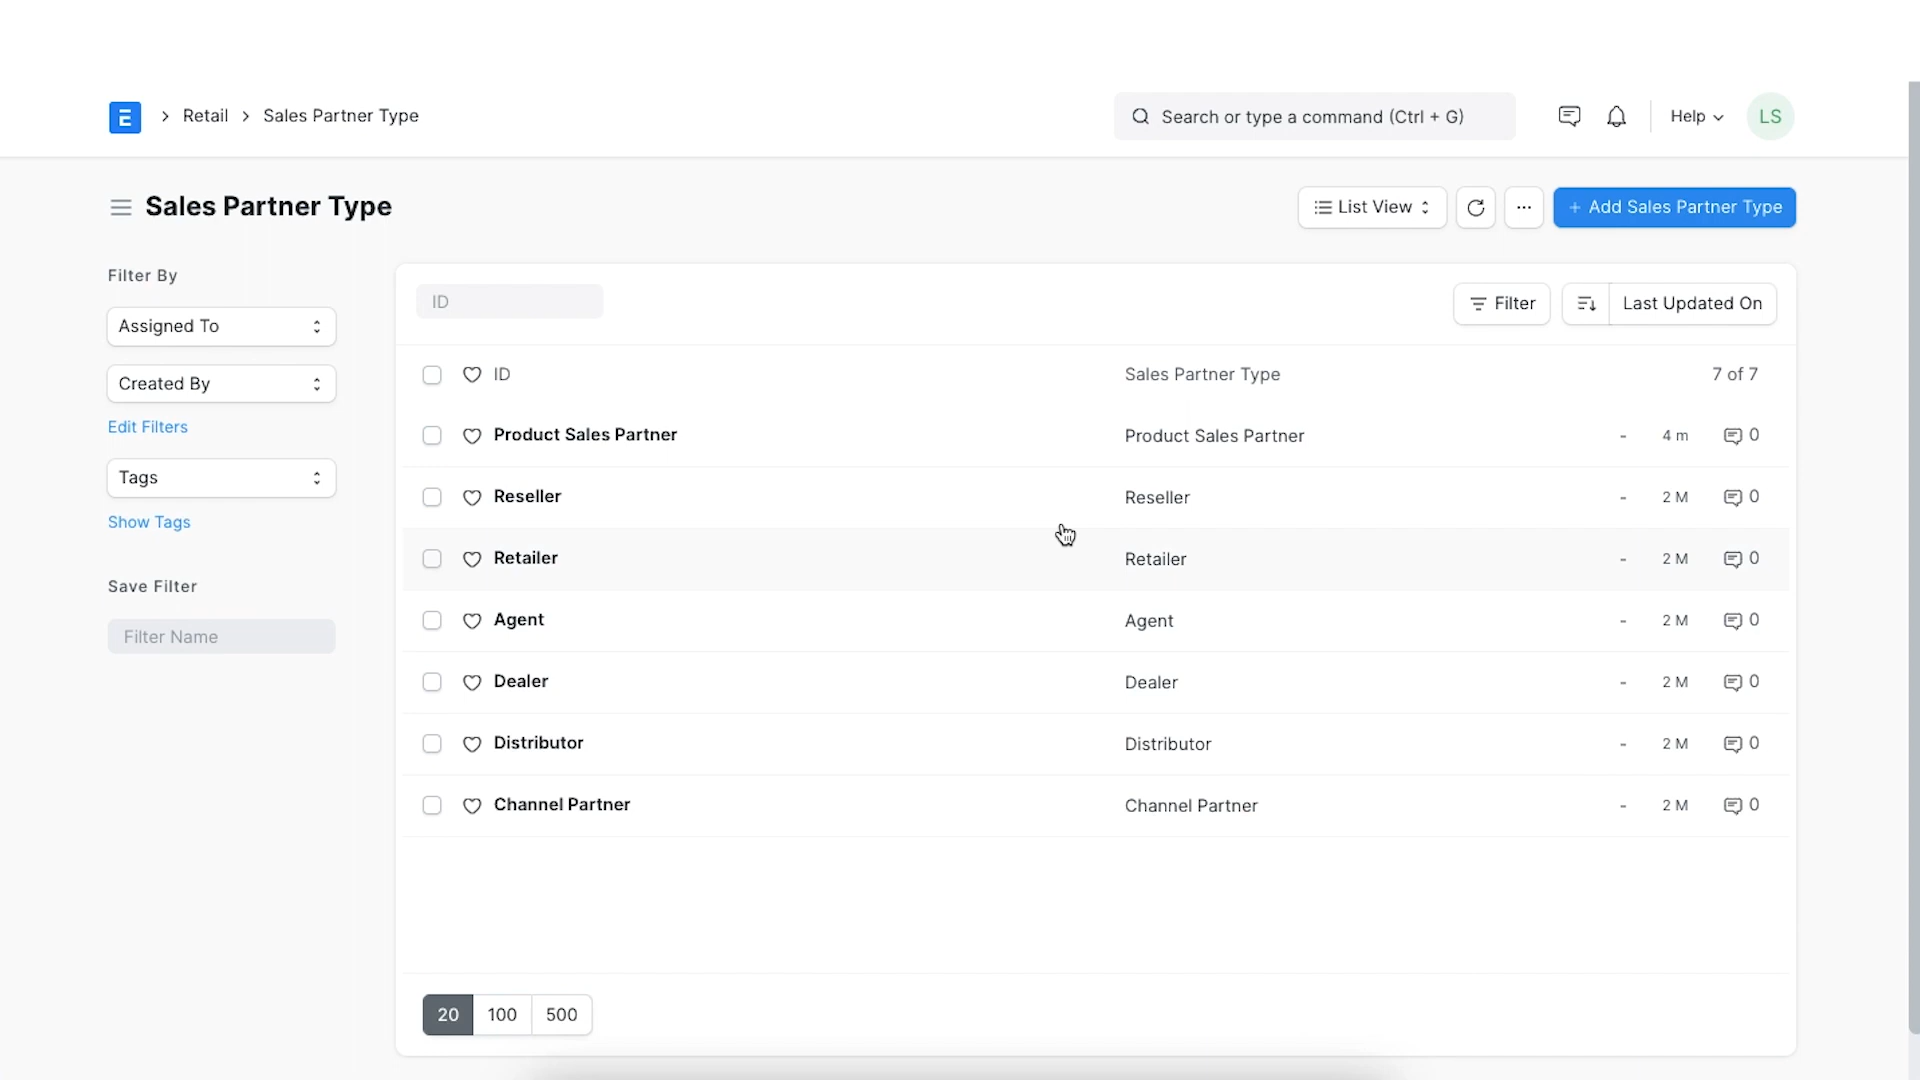 E > Retail > Sales Partner Type
Search or type a command (Ctrl + G)
Help
LS
Sales Partner Type
List View
...
+ Add Sales Partner Type
Filter By
Assigned To
Created By
Edit Filters
Tags
Show Tags
Save Filter
Filter Name
ID
Filter
Last Updated On
ID Sales Partner Type 7 of 7
Product Sales Partner Product Sales Partner - 4 m 0
Reseller Reseller - 2 M 0
Retailer Retailer - 2 M 0
Agent Agent - 2 M 0
Dealer Dealer - 2 M 0
Distributor Distributor - 2 M 0
Channel Partner Channel Partner - 2 M 0
20 100 500